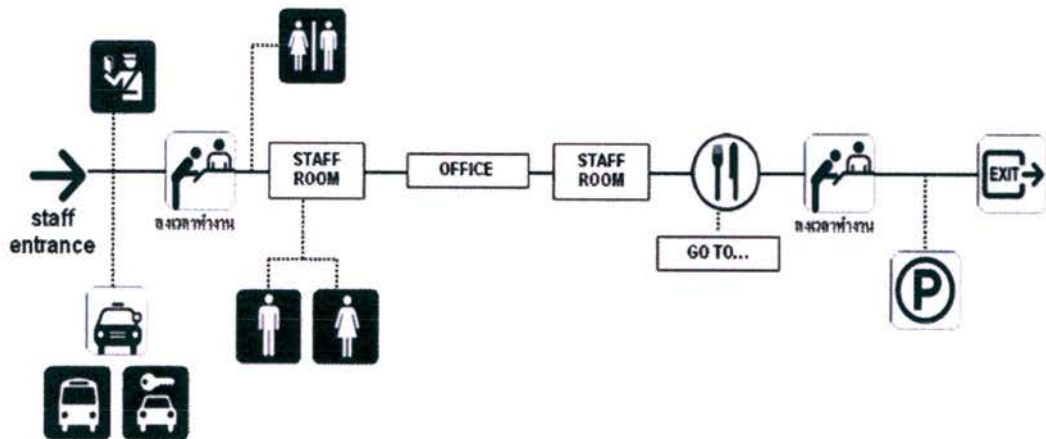 staff
entrance
ลงเวลาทำงาน
STAFF
ROOM
OFFICE
STAFF
ROOM
GO TO...
ลงเวลาทำงาน
P
EXIT